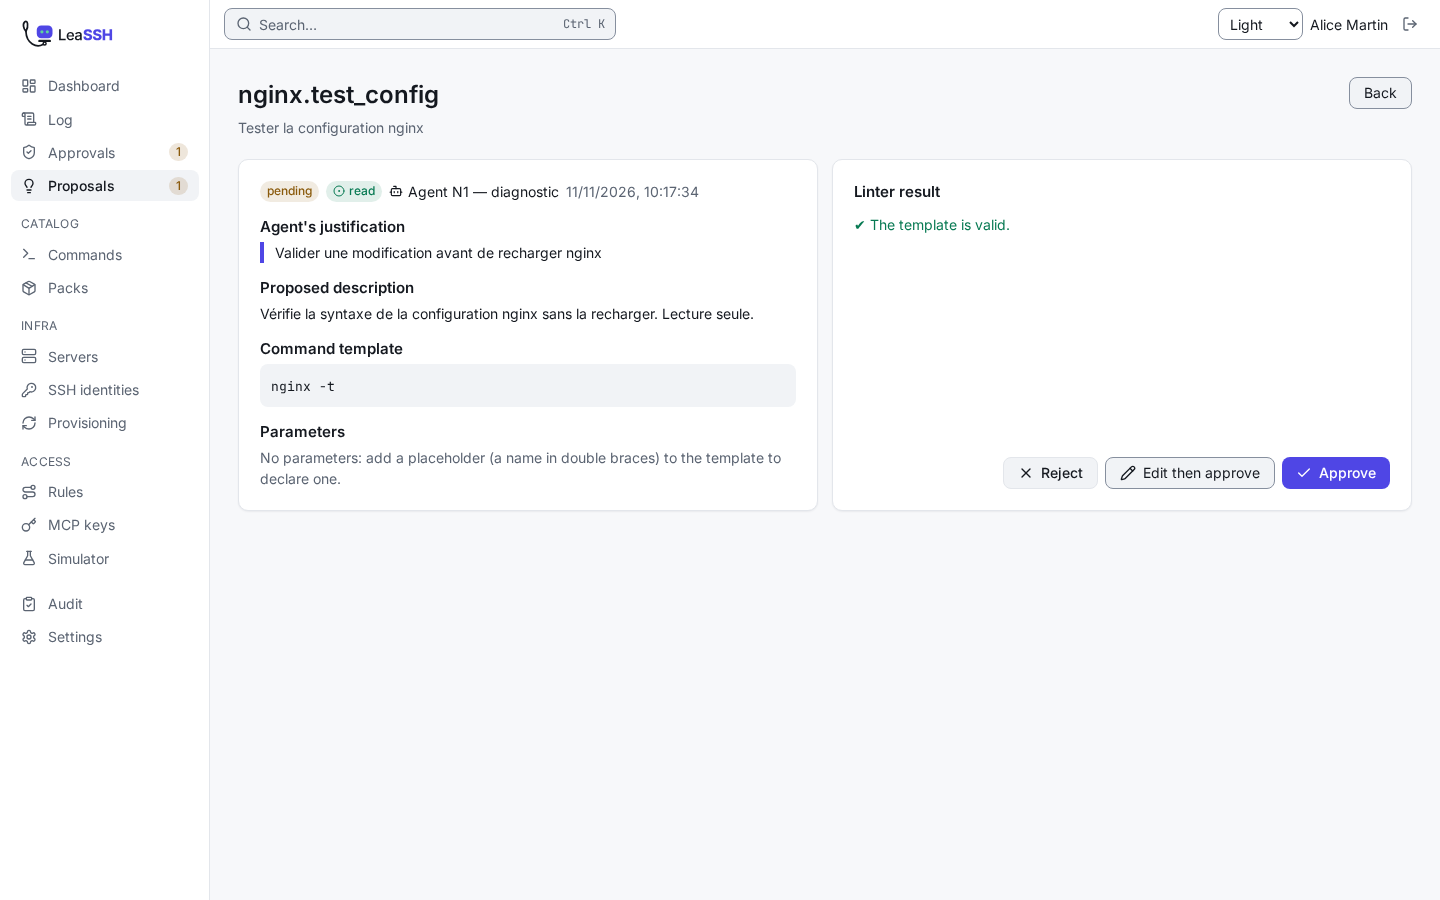 LeaSSH
Search...
Ctrl K
Light
Alice Martin
Dashboard
Log
Approvals 1
Proposals 1
CATALOG
Commands
Packs
INFRA
Servers
SSH identities
Provisioning
ACCESS
Rules
MCP keys
Simulator
Audit
Settings
nginx.test_config
Back
Tester la configuration nginx
pending read Agent N1 — diagnostic 11/11/2026, 10:17:34
Agent's justification
Valider une modification avant de recharger nginx
Proposed description
Vérifie la syntaxe de la configuration nginx sans la recharger. Lecture seule.
Command template
nginx -t
Parameters
No parameters: add a placeholder (a name in double braces) to the template to
declare one.
Linter result
✔ The template is valid.
Reject
Edit then approve
Approve